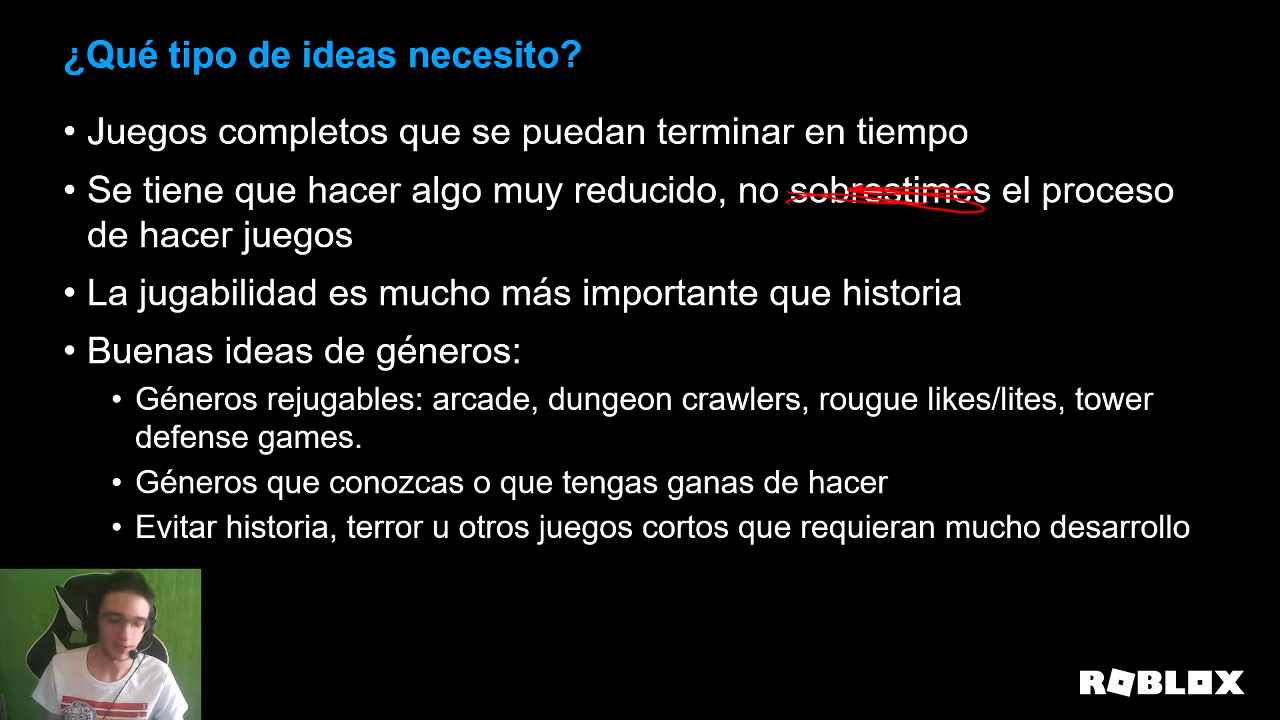 ¿Qué tipo de ideas necesito?
• Juegos completos que se puedan terminar en tiempo
• Se tiene que hacer algo muy reducido, no sobrestimes el proceso
de hacer juegos
• La jugabilidad es mucho más importante que historia
• Buenas ideas de géneros:
• Géneros rejugables: arcade, dungeon crawlers, rougue likes/lites, tower
defense games.
• Géneros que conozcas o que tengas ganas de hacer
• Evitar historia, terror u otros juegos cortos que requieran mucho desarrollo
ROBLOX